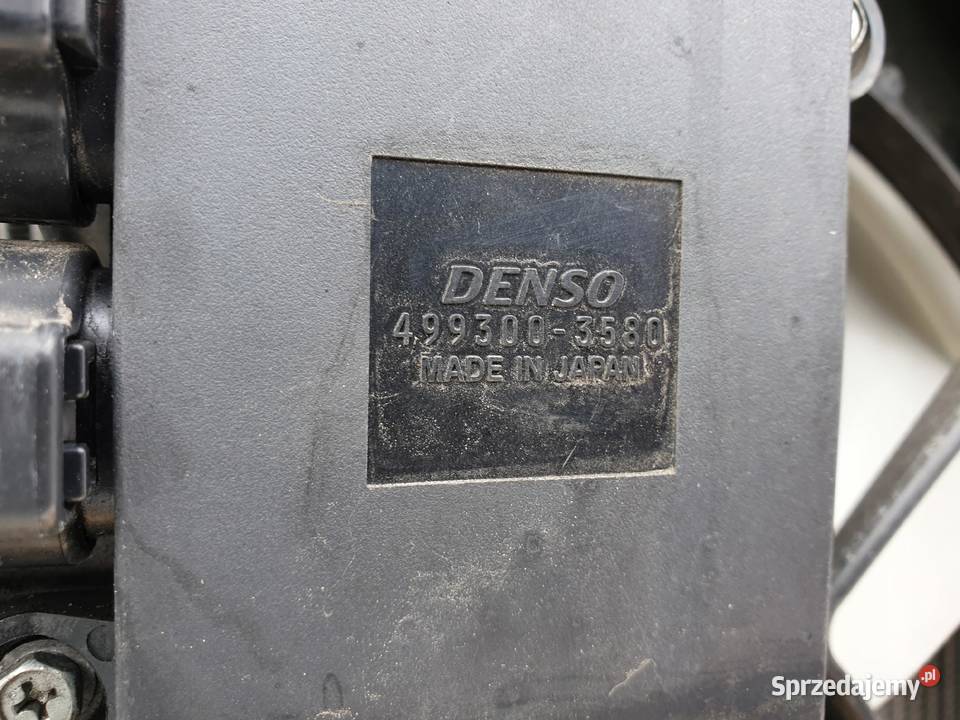 DENSO
499300-3580
MADE IN JAPAN
Sprzedajemy.pl